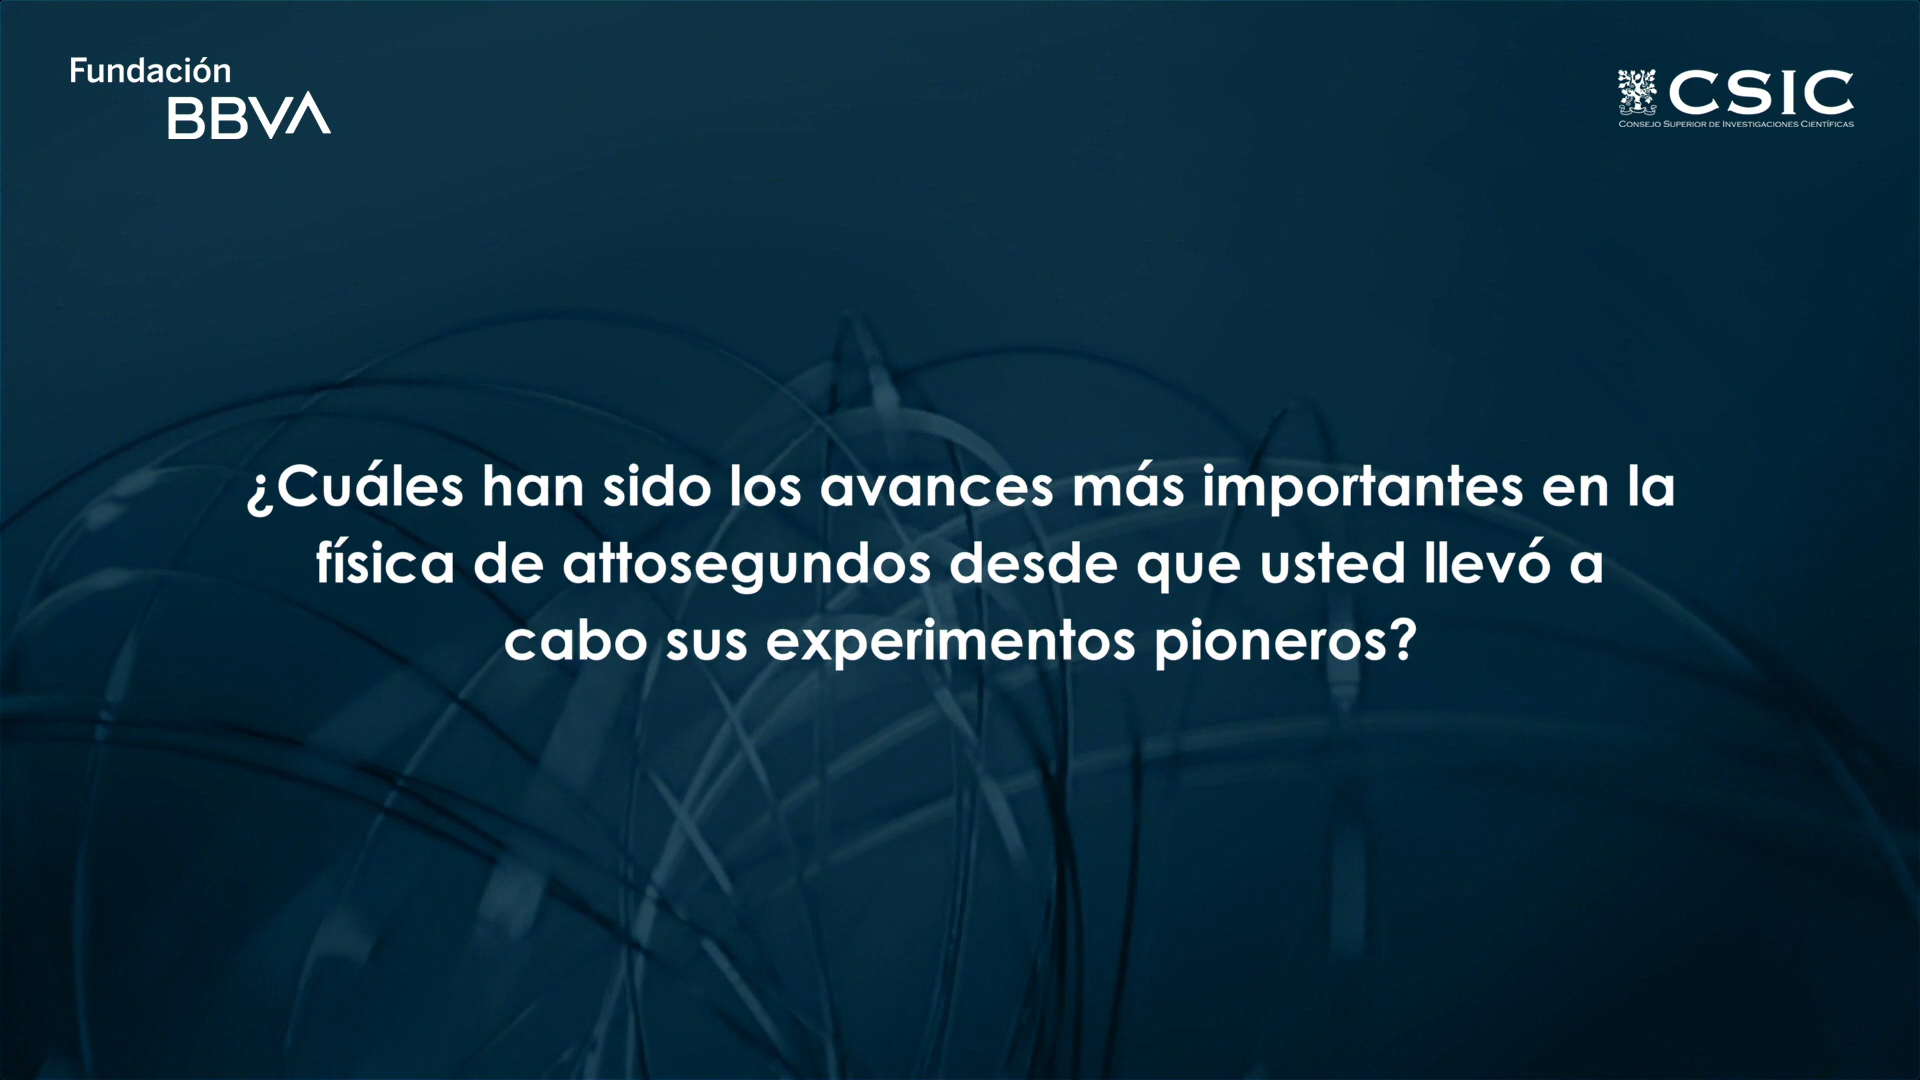 Fundación
BBVA
CSIC
Consejo Superior de Investigaciones Científicas
¿Cuáles han sido los avances más importantes en la
física de attosegundos desde que usted llevó a
cabo sus experimentos pioneros?